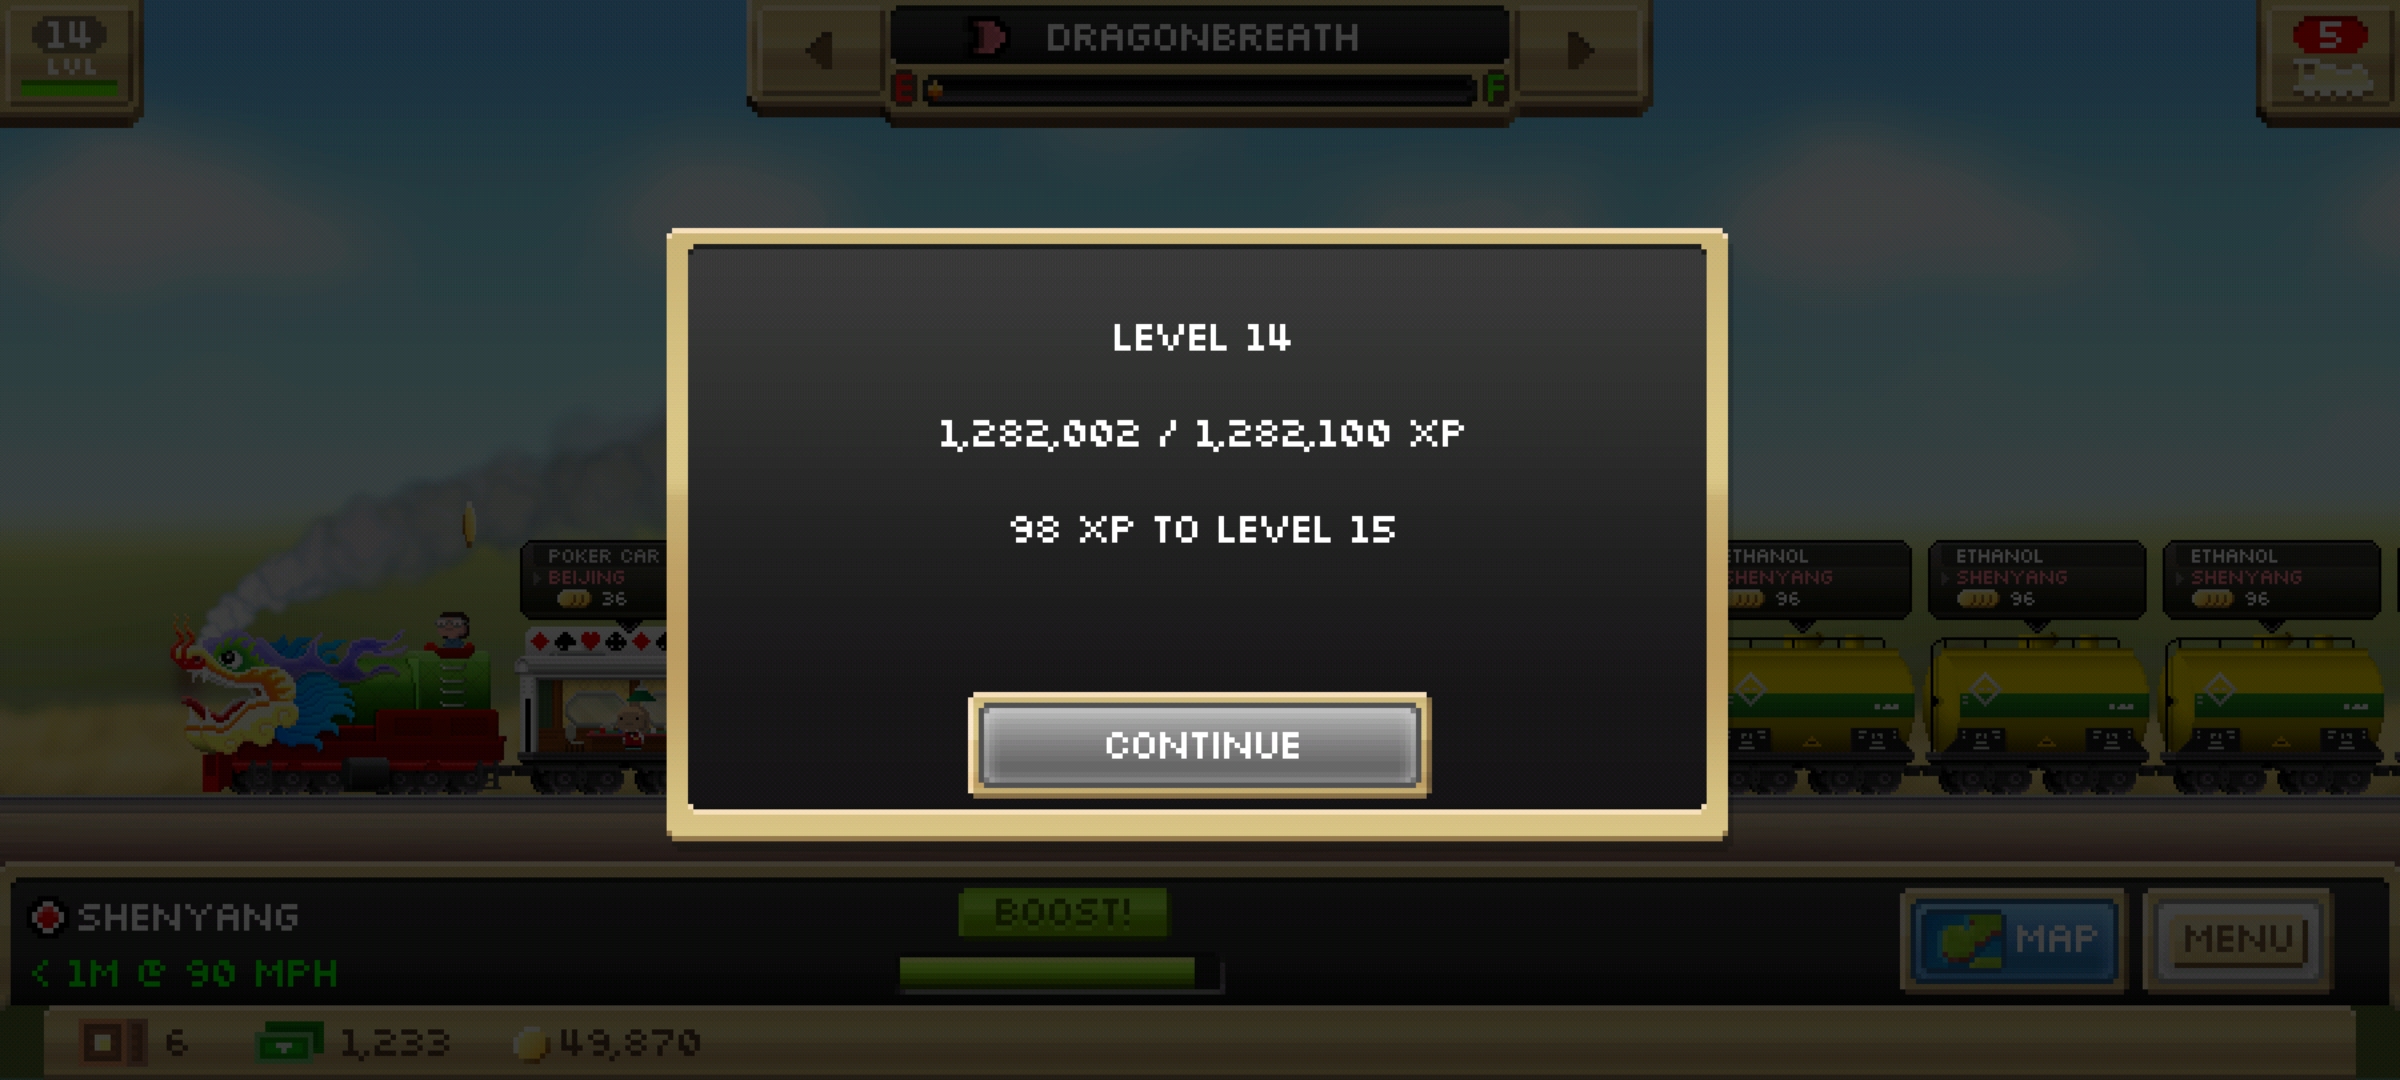 14
LVL
DRAGONBREATH
E
F
5
LEVEL 14
1,282,002 / 1,282,100 XP
98 XP TO LEVEL 15
CONTINUE
POKER CAR
BEIJING
36
ETHANOL
SHENYANG
96
ETHANOL
SHENYANG
96
ETHANOL
SHENYANG
96
SHENYANG
< 1M @ 90 MPH
BOOST!
MAP
MENU
6
1,233
49,870